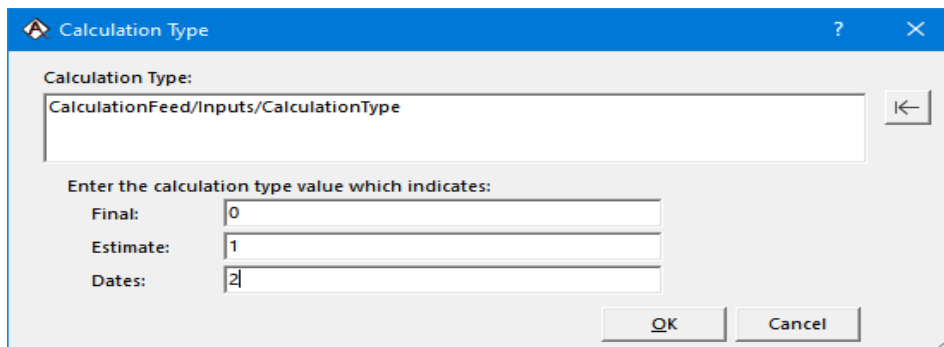 Calculation Type
?
Calculation Type:
CalculationFeed/Inputs/CalculationType
Enter the calculation type value which indicates:
Final: 0
Estimate: 1
Dates: 2
OK Cancel